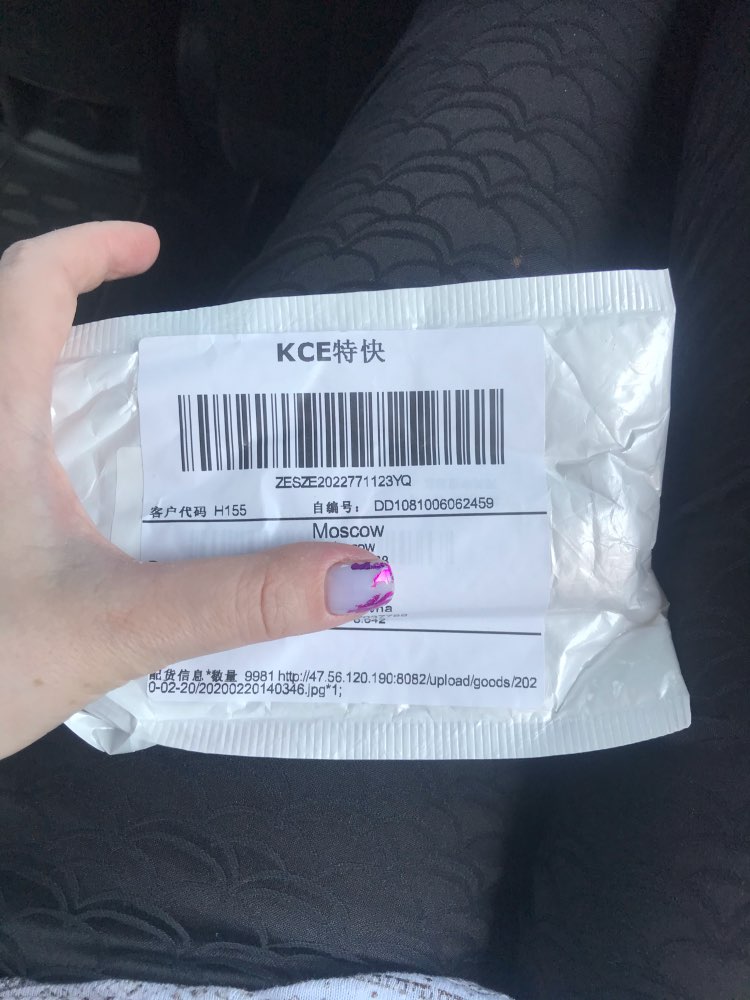 KCE特快
ZESZE2022771123YQ
客户代码 H155 自编号: DD1081006062459
Moscow
配货信息*数量 9981 http://47.56.120.190:8082/upload/goods/202
0-02-20/20200220140346.jpg*1;